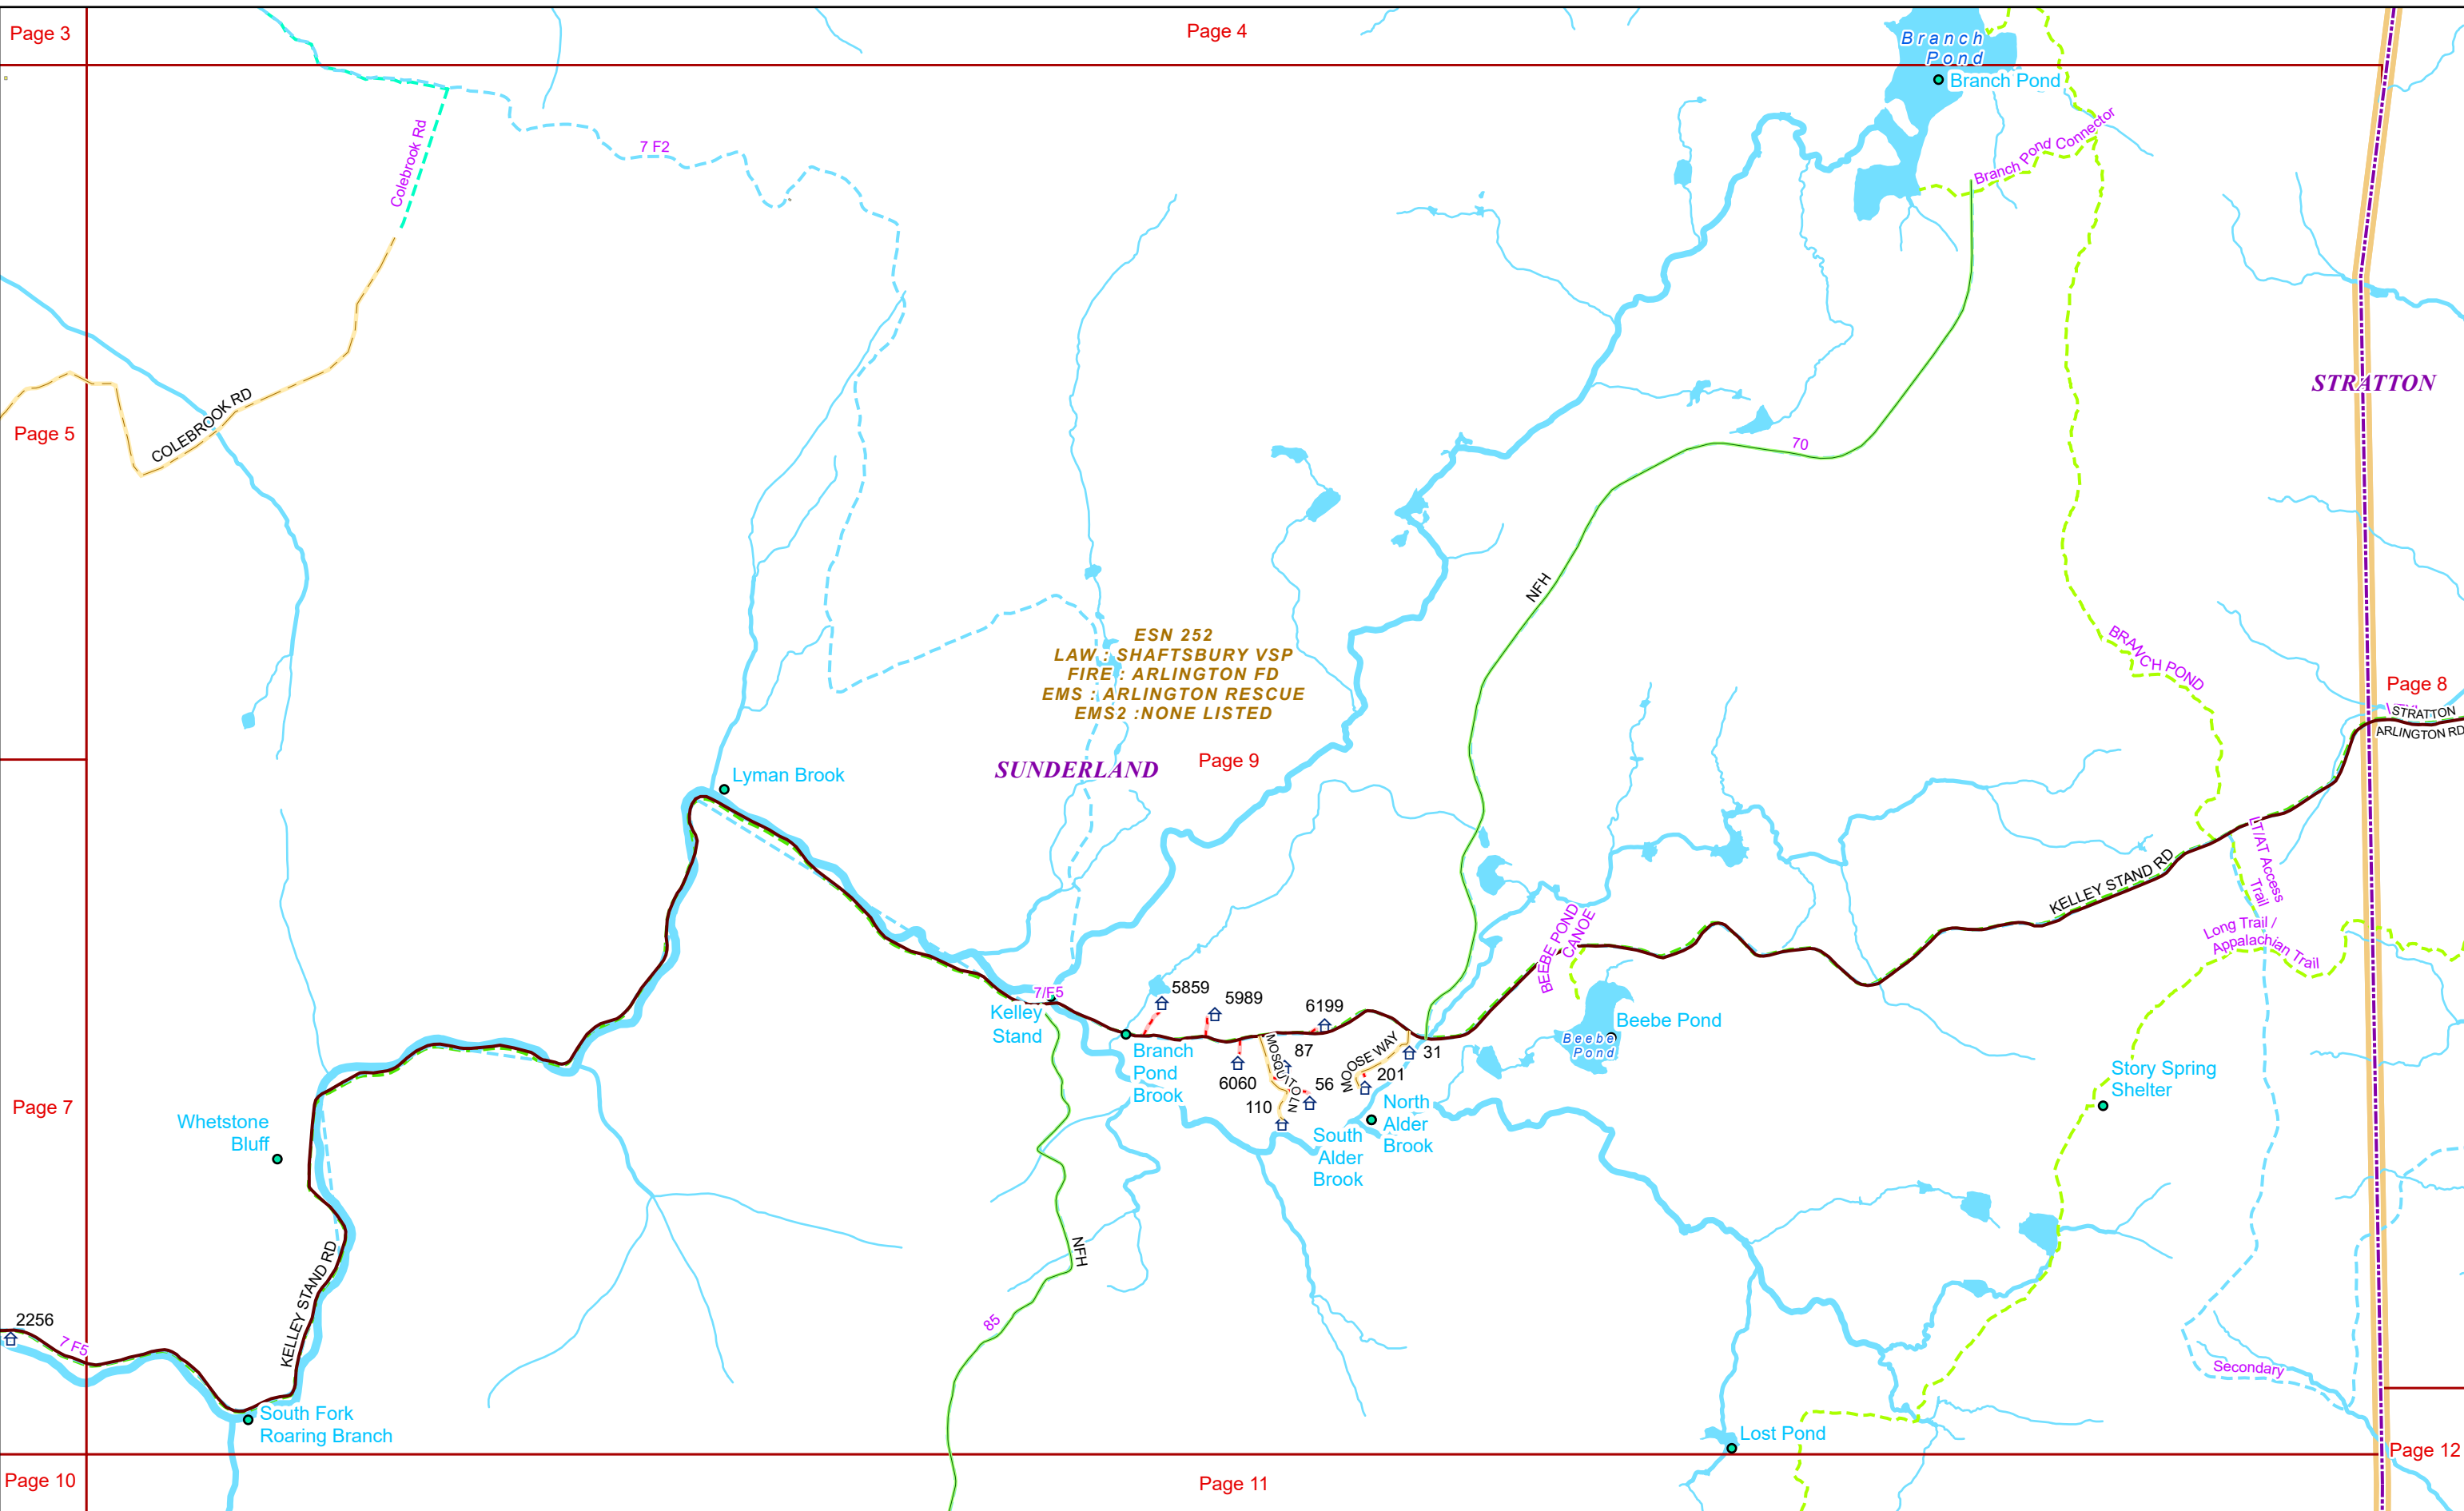 Page 3
Page 4
Branch
Pond
Branch Pond
Branch Pond Connector
Colebrook Rd
7 F2
STRATTON
COLEBROOK RD
Page 5
70
NFH
ESN 252
LAW : SHAFTSBURY VSP
FIRE : ARLINGTON FD
EMS : ARLINGTON RESCUE
EMS2 :NONE LISTED
BRANCH POND
Page 8
STRATTON
ARLINGTON RD
SUNDERLAND
Page 9
Lyman Brook
LT/AT Access
Trail
KELLEY STAND RD
BEEBE POND
CANOE
Long Trail /
Appalachian Trail
7/F5
Kelley
Stand
5859
5989
6199
Beebe Pond
Beebe
Pond
Branch
Pond
Brook
6060
MOSQUITO LN
87
56
110
MOOSE WAY
31
201
North
Alder
Brook
South
Alder
Brook
Story Spring
Shelter
Page 7
Whetstone
Bluff
NFH
KELLEY STAND RD
2256
7 F5
85
Secondary
South Fork
Roaring Branch
Lost Pond
Page 10
Page 11
Page 12